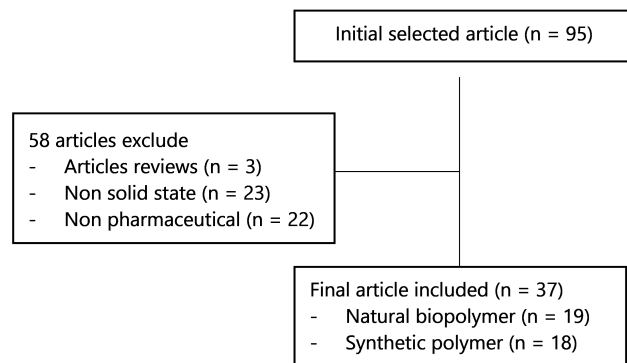 Initial selected article (n = 95)
58 articles exclude
- Articles reviews (n = 3)
- Non solid state (n = 23)
- Non pharmaceutical (n = 22)
Final article included (n = 37)
- Natural biopolymer (n = 19)
- Synthetic polymer (n = 18)